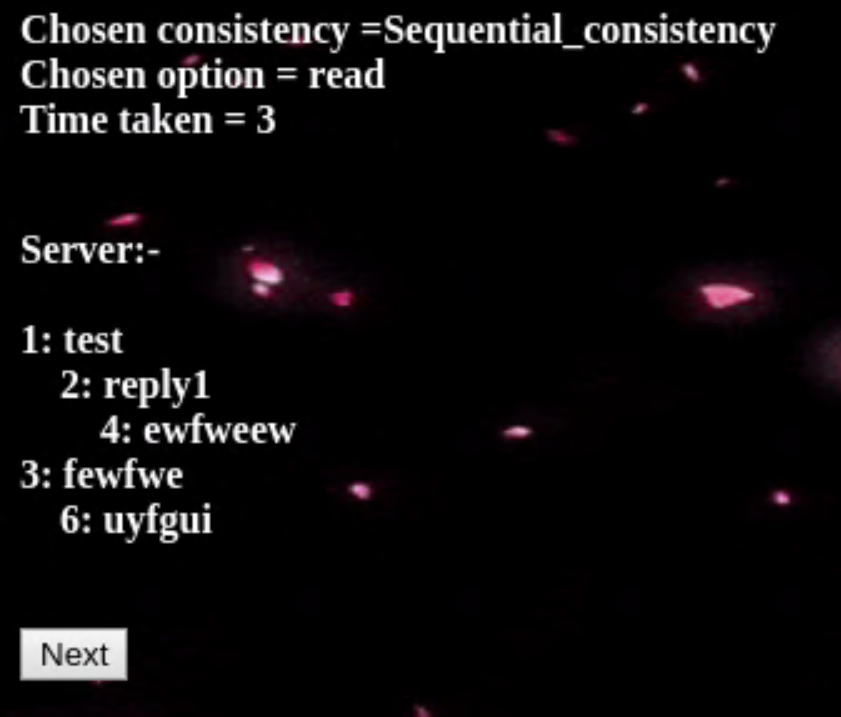 Chosen consistency =Sequential_consistency
Chosen option = read
Time taken = 3
Server:-
1: test
2: reply1
4: ewfweew
3: fewfwe
6: uyfgui
Next